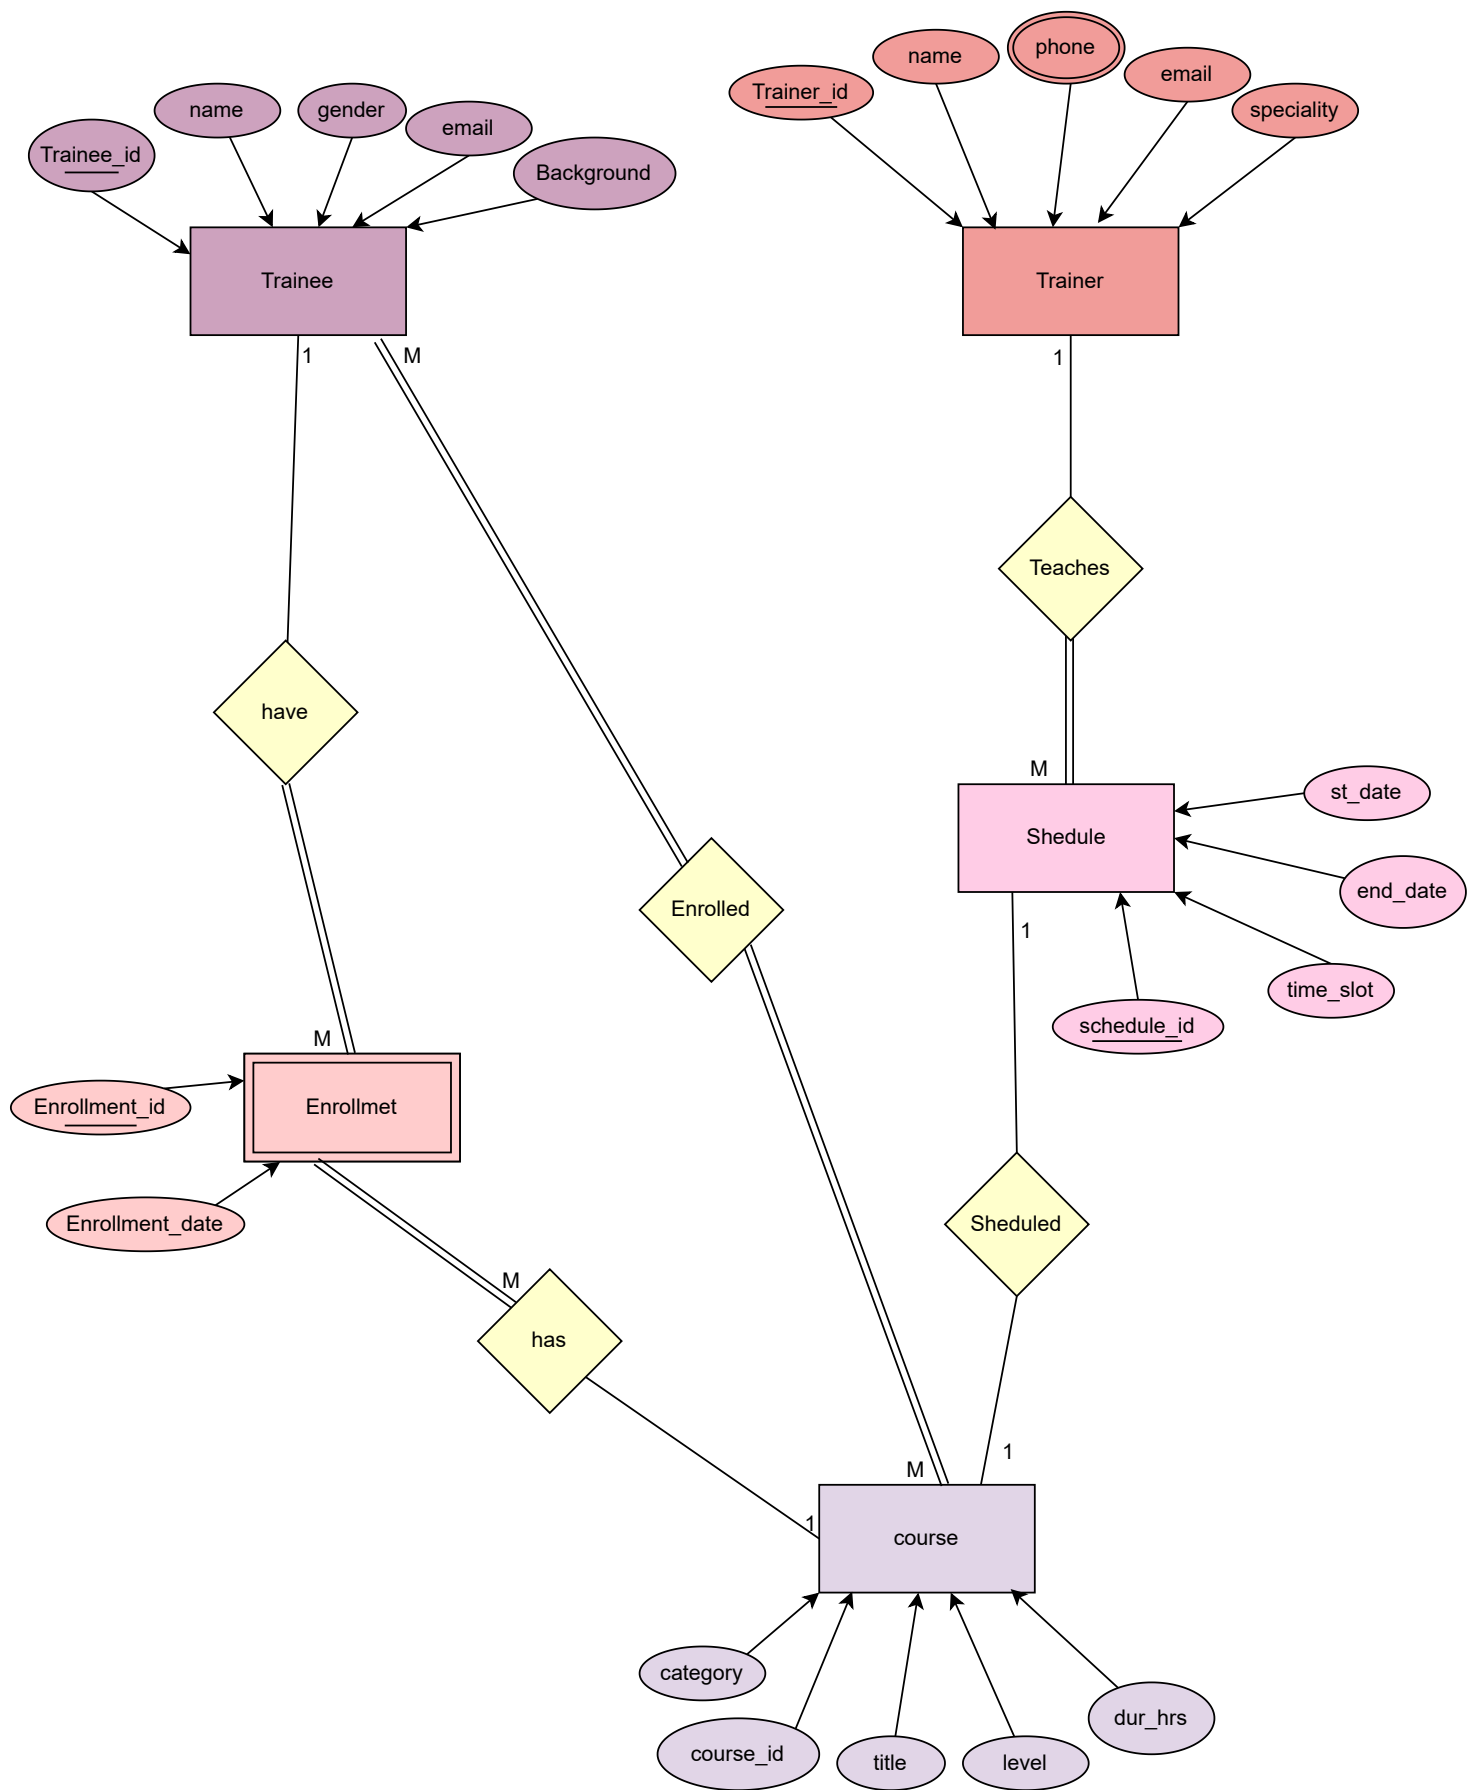 phone
name
email
Trainer_id
speciality
name
gender
email
Trainee_id
Background
Trainee
Trainer
1
M
1
Teaches
have
M
st_date
Shedule
end_date
Enrolled
1
time_slot
schedule_id
M
Enrollment_id
Enrollmet
Enrollment_date
Sheduled
M
has
1
M
1
course
category
dur_hrs
course_id
title
level